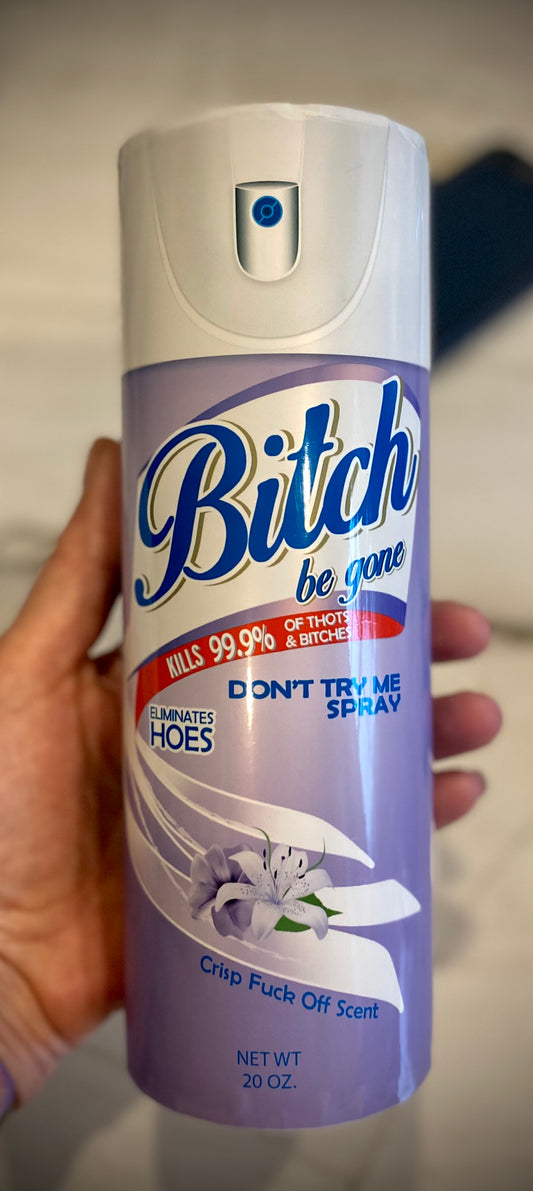 Bitch
be gone
KILLS 99.9% OF THOTS
& BITCHES
DON'T TRY ME
SPRAY
ELIMINATES
HOES
Crisp Fuck Off Scent
NET WT
20 OZ.